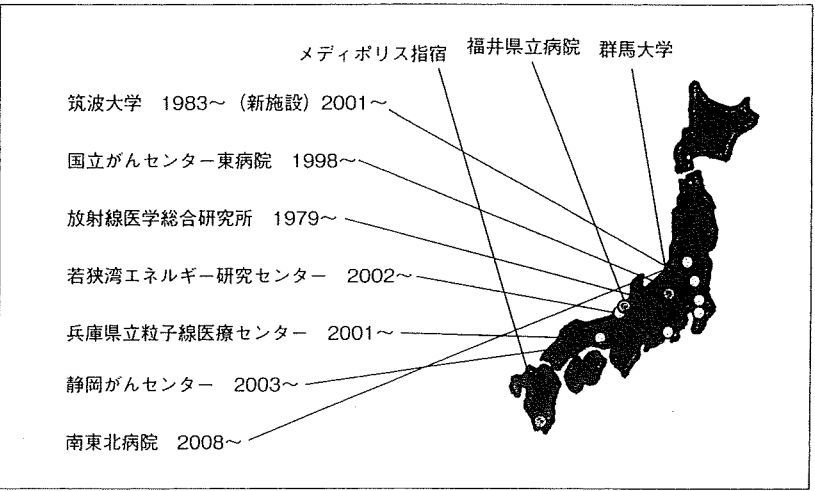 メディポリス指宿
福井県立病院
群馬大学
筑波大学 1983〜（新施設）2001〜
国立がんセンター東病院 1998〜
放射線医学総合研究所 1979〜
若狭湾エネルギー研究センター 2002〜
兵庫県立粒子線医療センター 2001〜
静岡がんセンター 2003〜
南東北病院 2008〜